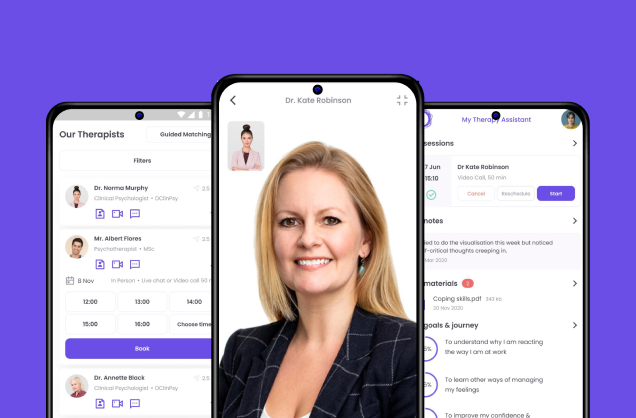 Our Therapists
Guided Matching
Filters
Dr. Norma Murphy
2.5
Clinical Psychologist • DClinPsy
Mr. Albert Flores
2.5
Psychotherapist • MSc
8 Nov
In Person • Live chat or Video call 50
12:00
13:00
14:00
15:00
16:00
Choose time
Book
Dr. Annette Black
2.5
Clinical Psychologist • DClinPsy
Dr. Kate Robinson
My Therapy Assistant
sessions
7 Jun
15:10
Dr Kate Robinson
Video Call, 50 min
Cancel
Reschedule
Start
notes
ed to do the visualisation this week but noticed
f-critical thoughts creeping in.
Mar 2020
materials
Coping skills.pdf
20 Nov 2020
goals & journey
5%
To understand why I am reacting
the way I am at work
5%
To learn other ways of managing
my feelings
To improve my confidence &